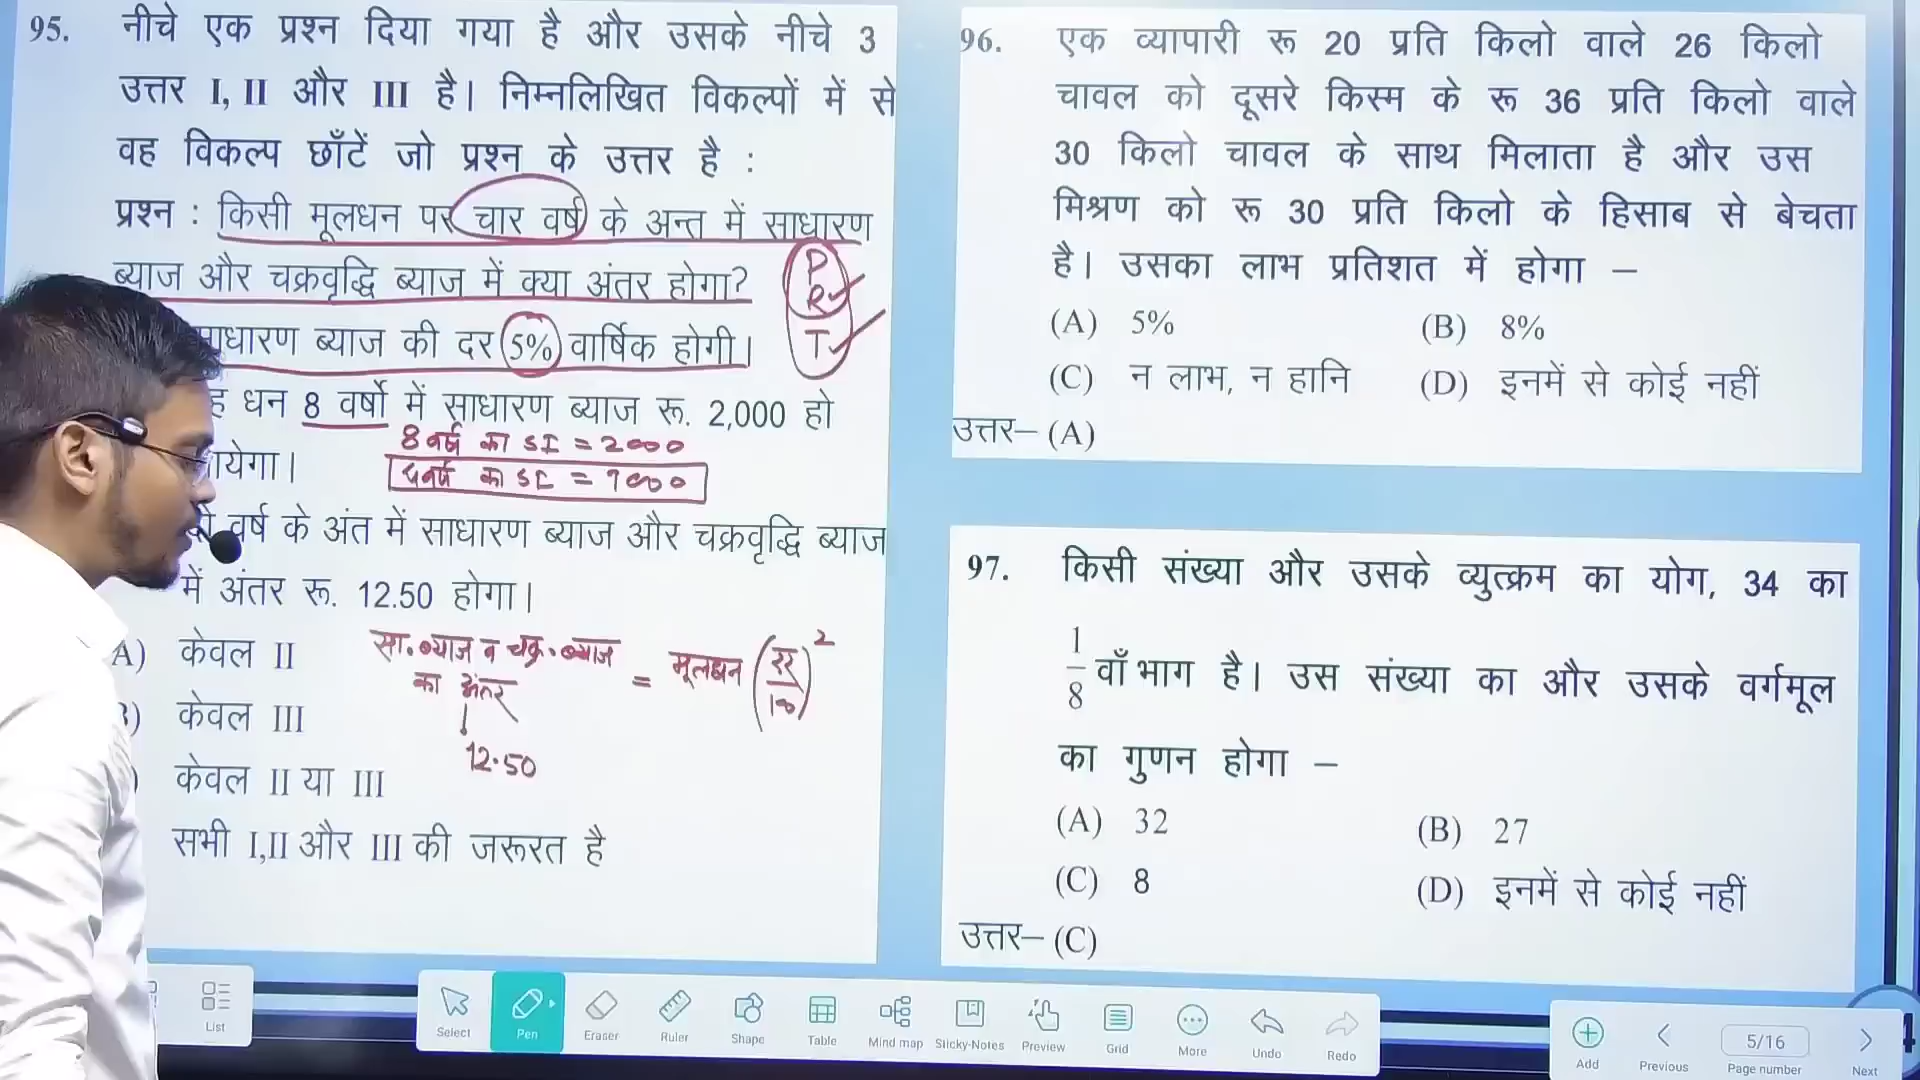 95. नीचे एक प्रश्न दिया गया है और उसके नीचे 3
उत्तर I, II और III है। निम्नलिखित विकल्पों में से
वह विकल्प छाँटें जो प्रश्न के उत्तर है :
प्रश्न : किसी मूलधन पर चार वर्ष के अन्त में साधारण
ब्याज और चक्रवृद्धि ब्याज में क्या अंतर होगा?
P
R
T
साधारण ब्याज की दर 5% वार्षिक होगी।
धन 8 वर्षो में साधारण ब्याज रू. 2,000 हो
8 वर्ष का SI = 2000
का SI = 1000
वर्ष के अंत में साधारण ब्याज और चक्रवृद्धि ब्याज
में अंतर रू. 12.50 होगा।
सा. ब्याज व चक्र. ब्याज
का अंतर = मूलधन (दर/100)²
12.50
A) केवल II
) केवल III
) केवल II या III
सभी I,II और III की जरूरत है
96. एक व्यापारी रू 20 प्रति किलो वाले 26 किलो
चावल को दूसरे किस्म के रू 36 प्रति किलो वाले
30 किलो चावल के साथ मिलाता है और उस
मिश्रण को रू 30 प्रति किलो के हिसाब से बेचता
है। उसका लाभ प्रतिशत में होगा –
(A) 5% (B) 8%
(C) न लाभ, न हानि (D) इनमें से कोई नहीं
उत्तर– (A)
97. किसी संख्या और उसके व्युत्क्रम का योग, 34 का
1/8 वाँ भाग है। उस संख्या का और उसके वर्गमूल
का गुणन होगा –
(A) 32 (B) 27
(C) 8 (D) इनमें से कोई नहीं
उत्तर– (C)
List
Select Pen Eraser Ruler Shape Table Mind map Sticky-Notes Preview Grid More Undo Redo
Add Previous 5/16 Page number Next